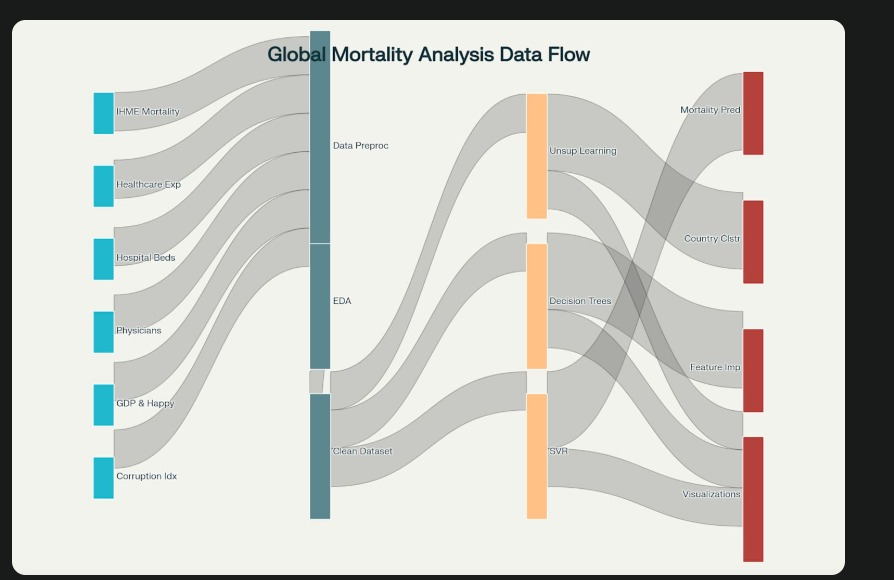 Global Mortality Analysis Data Flow
IHME Mortality
Healthcare Exp
Hospital Beds
Physicians
GDP & Happy
Corruption Idx
Data Preproc
EDA
Clean Dataset
Unsup Learning
Decision Trees
SVR
Mortality Pred
Country Clstr
Feature Imp
Visualizations